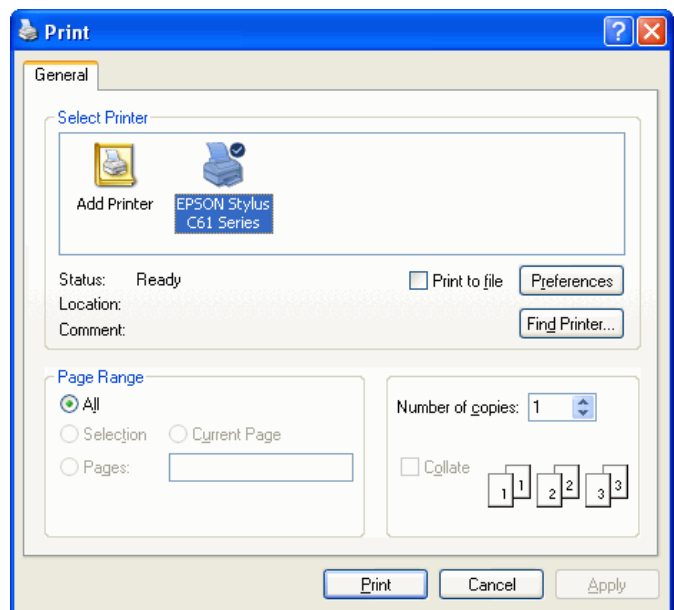 Print
General
Select Printer
Add Printer
EPSON Stylus
C61 Series
Status: Ready
Print to file
Preferences
Location:
Comment:
Find Printer...
Page Range
All
Selection
Current Page
Pages:
Number of copies: 1
Collate
1 1 2 2 3 3
Print
Cancel
Apply